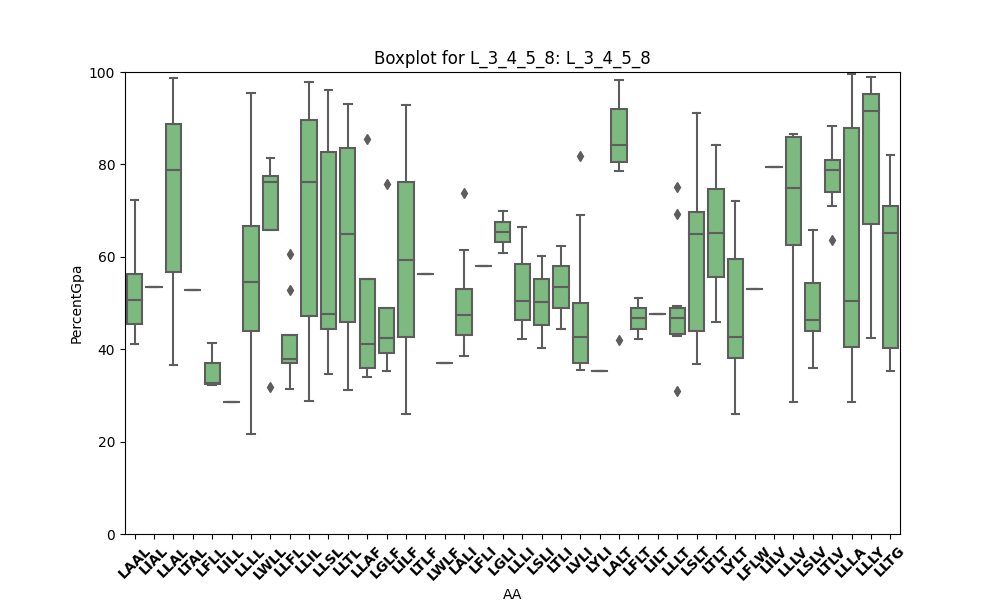 Boxplot for L_3_4_5_8: L_3_4_5_8
PercentGpa
100
80
60
40
20
0
LAAL
LIAL
LLAL
LTAL
LFLL
LILL
LLLL
LWLL
LLFL
LLIL
LLSL
LLTL
LLAF
LGLF
LILF
LTLF
LWLF
LALI
LFLI
LGLI
LLLI
LSLI
LTLI
LVLI
LYLI
LALT
LFLT
LILT
LLLT
LSLT
LTLT
LYLT
LFLW
LILV
LLLV
LSLV
LTLV
LLLA
LLLY
LLTG
AA